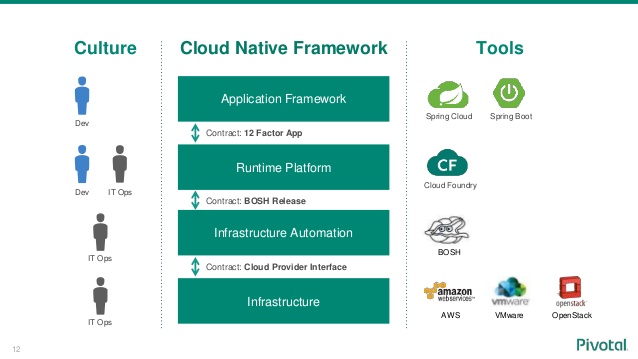 Culture
Cloud Native Framework
Tools
Dev
Application Framework
Spring Cloud
Spring Boot
Contract: 12 Factor App
Dev
IT Ops
Runtime Platform
CF
Cloud Foundry
Contract: BOSH Release
IT Ops
Infrastructure Automation
BOSH
Contract: Cloud Provider Interface
IT Ops
Infrastructure
amazon
webservices™
AWS
vmware
VMware
openstack
OpenStack
12
Pivotal